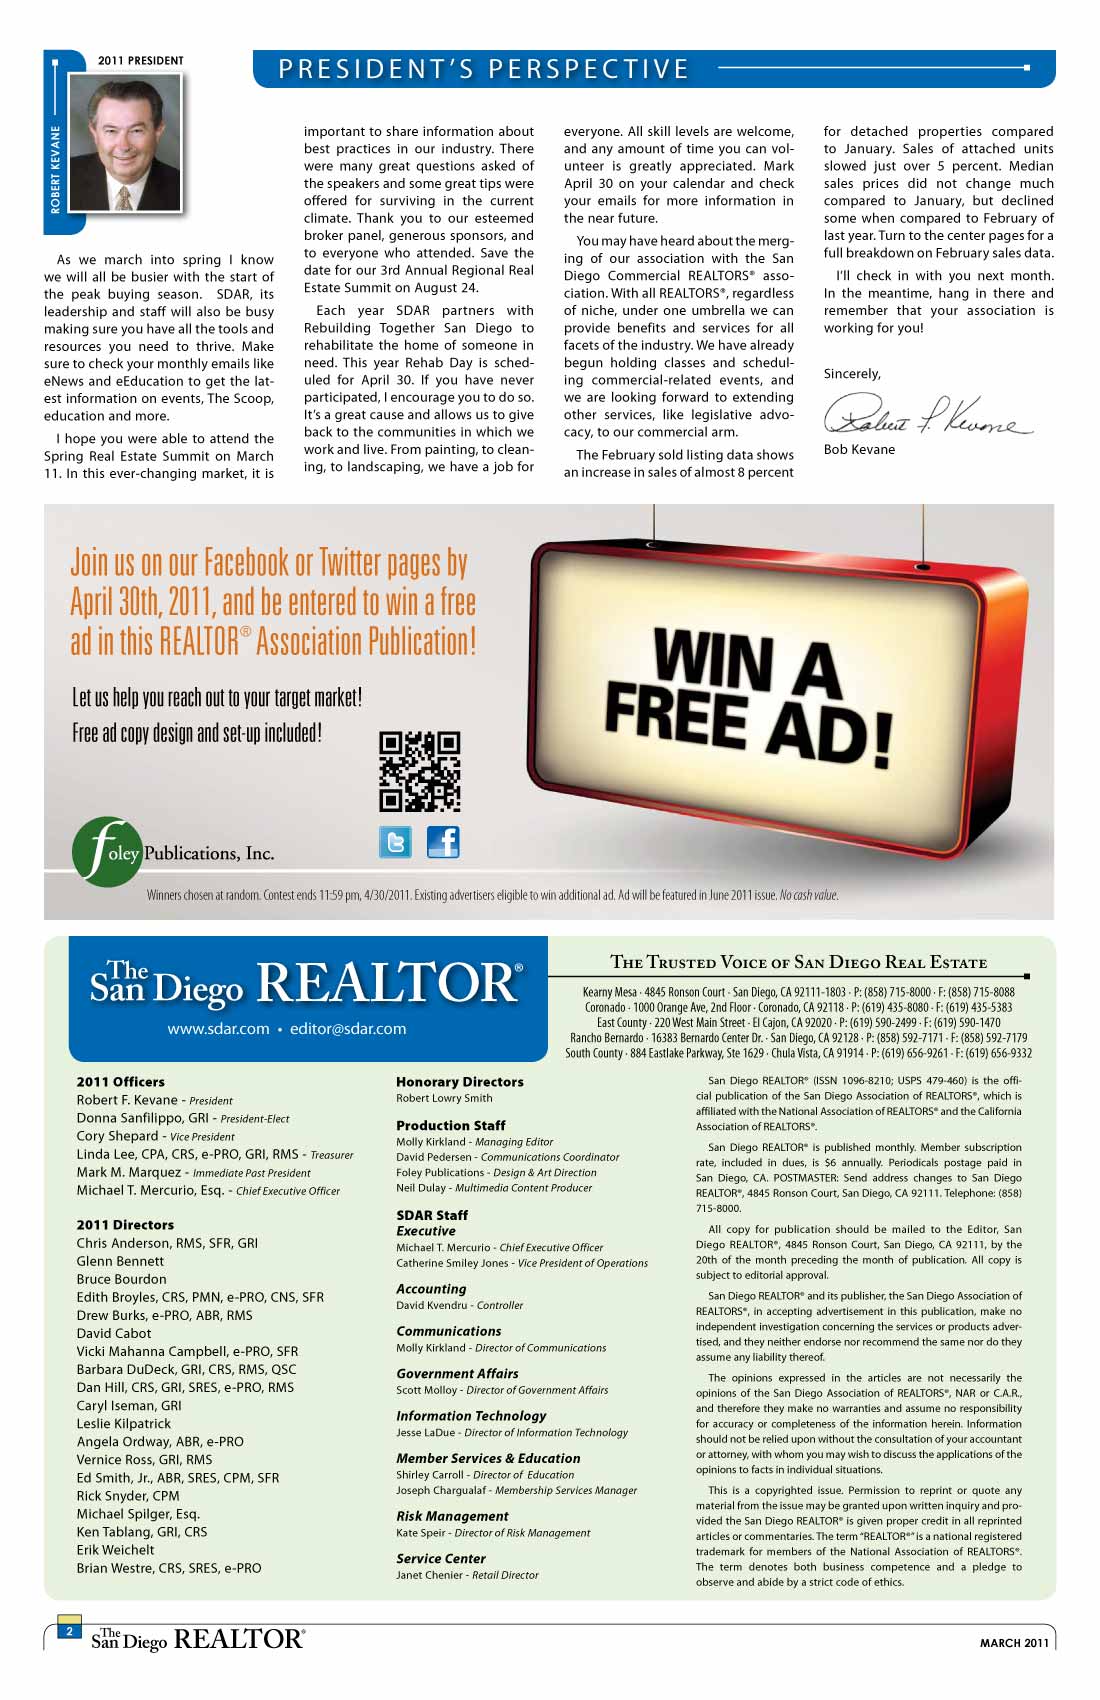 2011 PRESIDENT
ROBERT KEVANE
PRESIDENT'S PERSPECTIVE
As we march into spring I know
we will all be busier with the start of
the peak buying season. SDAR, its
leadership and staff will also be busy
making sure you have all the tools and
resources you need to thrive. Make
sure to check your monthly emails like
eNews and eEducation to get the lat-
est information on events, The Scoop,
education and more.
I hope you were able to attend the
Spring Real Estate Summit on March
11. In this ever-changing market, it is
important to share information about
best practices in our industry. There
were many great questions asked of
the speakers and some great tips were
offered for surviving in the current
climate. Thank you to our esteemed
broker panel, generous sponsors, and
to everyone who attended. Save the
date for our 3rd Annual Regional Real
Estate Summit on August 24.
Each year SDAR partners with
Rebuilding Together San Diego to
rehabilitate the home of someone in
need. This year Rehab Day is sched-
uled for April 30. If you have never
participated, I encourage you to do so.
It's a great cause and allows us to give
back to the communities in which we
work and live. From painting, to clean-
ing, to landscaping, we have a job for
everyone. All skill levels are welcome,
and any amount of time you can vol-
unteer is greatly appreciated. Mark
April 30 on your calendar and check
your emails for more information in
the near future.
You may have heard about the merg-
ing of our association with the San
Diego Commercial REALTORS® asso-
ciation. With all REALTORS®, regardless
of niche, under one umbrella we can
provide benefits and services for all
facets of the industry. We have already
begun holding classes and schedul-
ing commercial-related events, and
we are looking forward to extending
other services, like legislative advo-
cacy, to our commercial arm.
The February sold listing data shows
an increase in sales of almost 8 percent
for detached properties compared
to January. Sales of attached units
slowed just over 5 percent. Median
sales prices did not change much
compared to January, but declined
some when compared to February of
last year. Turn to the center pages for a
full breakdown on February sales data.
I'll check in with you next month.
In the meantime, hang in there and
remember that your association is
working for you!
Sincerely,
Robert F. Kevane
Bob Kevane
Join us on our Facebook or Twitter pages by
April 30th, 2011, and be entered to win a free
ad in this REALTOR® Association Publication!
Let us help you reach out to your target market!
Free ad copy design and set-up included!
WIN A
FREE AD!
foley Publications, Inc.
Winners chosen at random. Contest ends 11:59 pm, 4/30/2011. Existing advertisers eligible to win additional ad. Ad will be featured in June 2011 issue. No cash value.
The San Diego REALTOR®
www.sdar.com • editor@sdar.com
THE TRUSTED VOICE OF SAN DIEGO REAL ESTATE
Kearny Mesa · 4845 Ronson Court · San Diego, CA 92111-1803 · P: (858) 715-8000 · F: (858) 715-8088
Coronado · 1000 Orange Ave, 2nd Floor · Coronado, CA 92118 · P: (619) 435-8080 · F: (619) 435-5383
East County · 220 West Main Street · El Cajon, CA 92020 · P: (619) 590-2499 · F: (619) 590-1470
Rancho Bernardo · 16383 Bernardo Center Dr. · San Diego, CA 92128 · P: (858) 592-7171 · F: (858) 592-7179
South County · 884 Eastlake Parkway, Ste 1629 · Chula Vista, CA 91914 · P: (619) 656-9261 · F: (619) 656-9332
2011 Officers
Robert F. Kevane - President
Donna Sanfilippo, GRI - President-Elect
Cory Shepard - Vice President
Linda Lee, CPA, CRS, e-PRO, GRI, RMS - Treasurer
Mark M. Marquez - Immediate Past President
Michael T. Mercurio, Esq. - Chief Executive Officer
2011 Directors
Chris Anderson, RMS, SFR, GRI
Glenn Bennett
Bruce Bourdon
Edith Broyles, CRS, PMN, e-PRO, CNS, SFR
Drew Burks, e-PRO, ABR, RMS
David Cabot
Vicki Mahanna Campbell, e-PRO, SFR
Barbara DuDeck, GRI, CRS, RMS, QSC
Dan Hill, CRS, GRI, SRES, e-PRO, RMS
Caryl Iseman, GRI
Leslie Kilpatrick
Angela Ordway, ABR, e-PRO
Vernice Ross, GRI, RMS
Ed Smith, Jr., ABR, SRES, CPM, SFR
Rick Snyder, CPM
Michael Spilger, Esq.
Ken Tablang, GRI, CRS
Erik Weichelt
Brian Westre, CRS, SRES, e-PRO
Honorary Directors
Robert Lowry Smith
Production Staff
Molly Kirkland - Managing Editor
David Pedersen - Communications Coordinator
Foley Publications - Design & Art Direction
Neil Dulay - Multimedia Content Producer
SDAR Staff
Executive
Michael T. Mercurio - Chief Executive Officer
Catherine Smiley Jones - Vice President of Operations
Accounting
David Kvendru - Controller
Communications
Molly Kirkland - Director of Communications
Government Affairs
Scott Molloy - Director of Government Affairs
Information Technology
Jesse LaDue - Director of Information Technology
Member Services & Education
Shirley Carroll - Director of Education
Joseph Chargualaf - Membership Services Manager
Risk Management
Kate Speir - Director of Risk Management
Service Center
Janet Chenier - Retail Director
San Diego REALTOR® (ISSN 1096-8210; USPS 479-460) is the offi-
cial publication of the San Diego Association of REALTORS®, which is
affiliated with the National Association of REALTORS® and the California
Association of REALTORS®.
San Diego REALTOR® is published monthly. Member subscription
rate, included in dues, is $6 annually. Periodicals postage paid in
San Diego, CA. POSTMASTER: Send address changes to San Diego
REALTOR®, 4845 Ronson Court, San Diego, CA 92111. Telephone: (858)
715-8000.
All copy for publication should be mailed to the Editor, San
Diego REALTOR®, 4845 Ronson Court, San Diego, CA 92111, by the
20th of the month preceding the month of publication. All copy is
subject to editorial approval.
San Diego REALTOR® and its publisher, the San Diego Association of
REALTORS®, in accepting advertisement in this publication, make no
independent investigation concerning the services or products adver-
tised, and they neither endorse nor recommend the same nor do they
assume any liability thereof.
The opinions expressed in the articles are not necessarily the
opinions of the San Diego Association of REALTORS®, NAR or C.A.R.,
and therefore they make no warranties and assume no responsibility
for accuracy or completeness of the information herein. Information
should not be relied upon without the consultation of your accountant
or attorney, with whom you may wish to discuss the applications of the
opinions to facts in individual situations.
This is a copyrighted issue. Permission to reprint or quote any
material from the issue may be granted upon written inquiry and pro-
vided the San Diego REALTOR® is given proper credit in all reprinted
articles or commentaries. The term "REALTOR®" is a national registered
trademark for members of the National Association of REALTORS®.
The term denotes both business competence and a pledge to
observe and abide by a strict code of ethics.
2
The San Diego REALTOR®
MARCH 2011